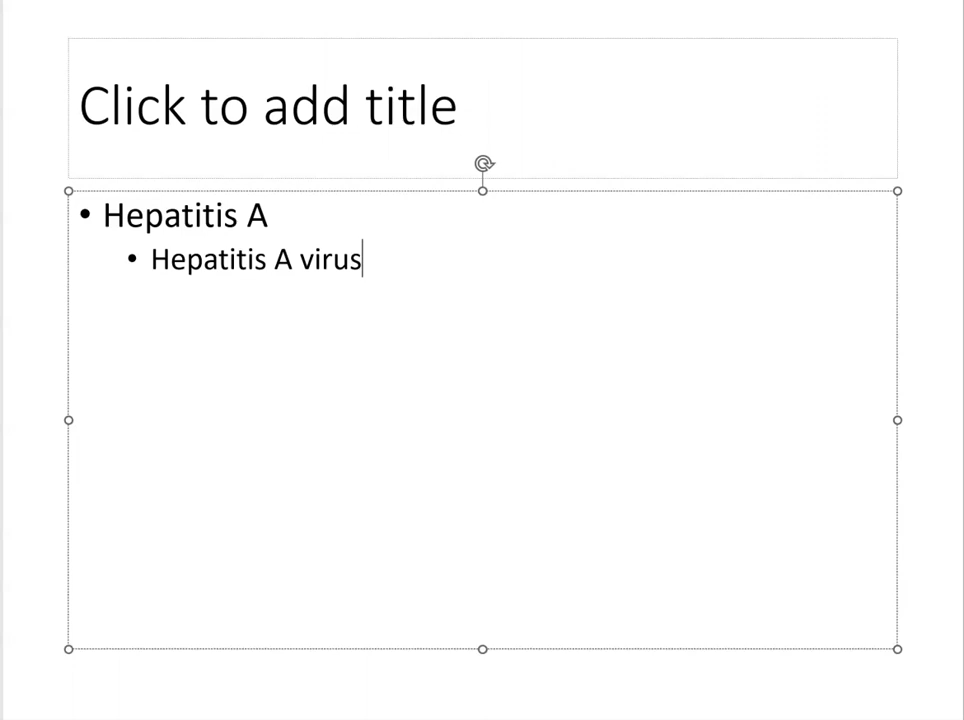 Click to add title
• Hepatitis A
• Hepatitis A virus